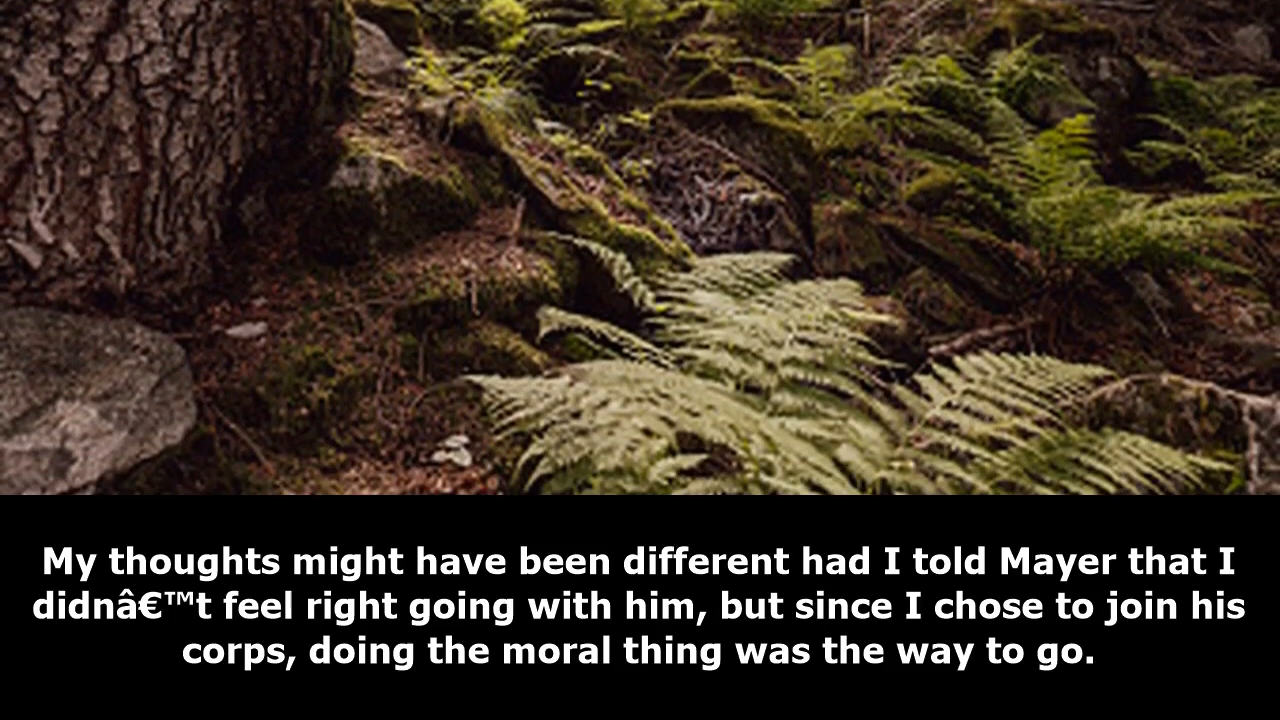 My thoughts might have been different had I told Mayer that I
didnâ€™t feel right going with him, but since I chose to join his
corps, doing the moral thing was the way to go.